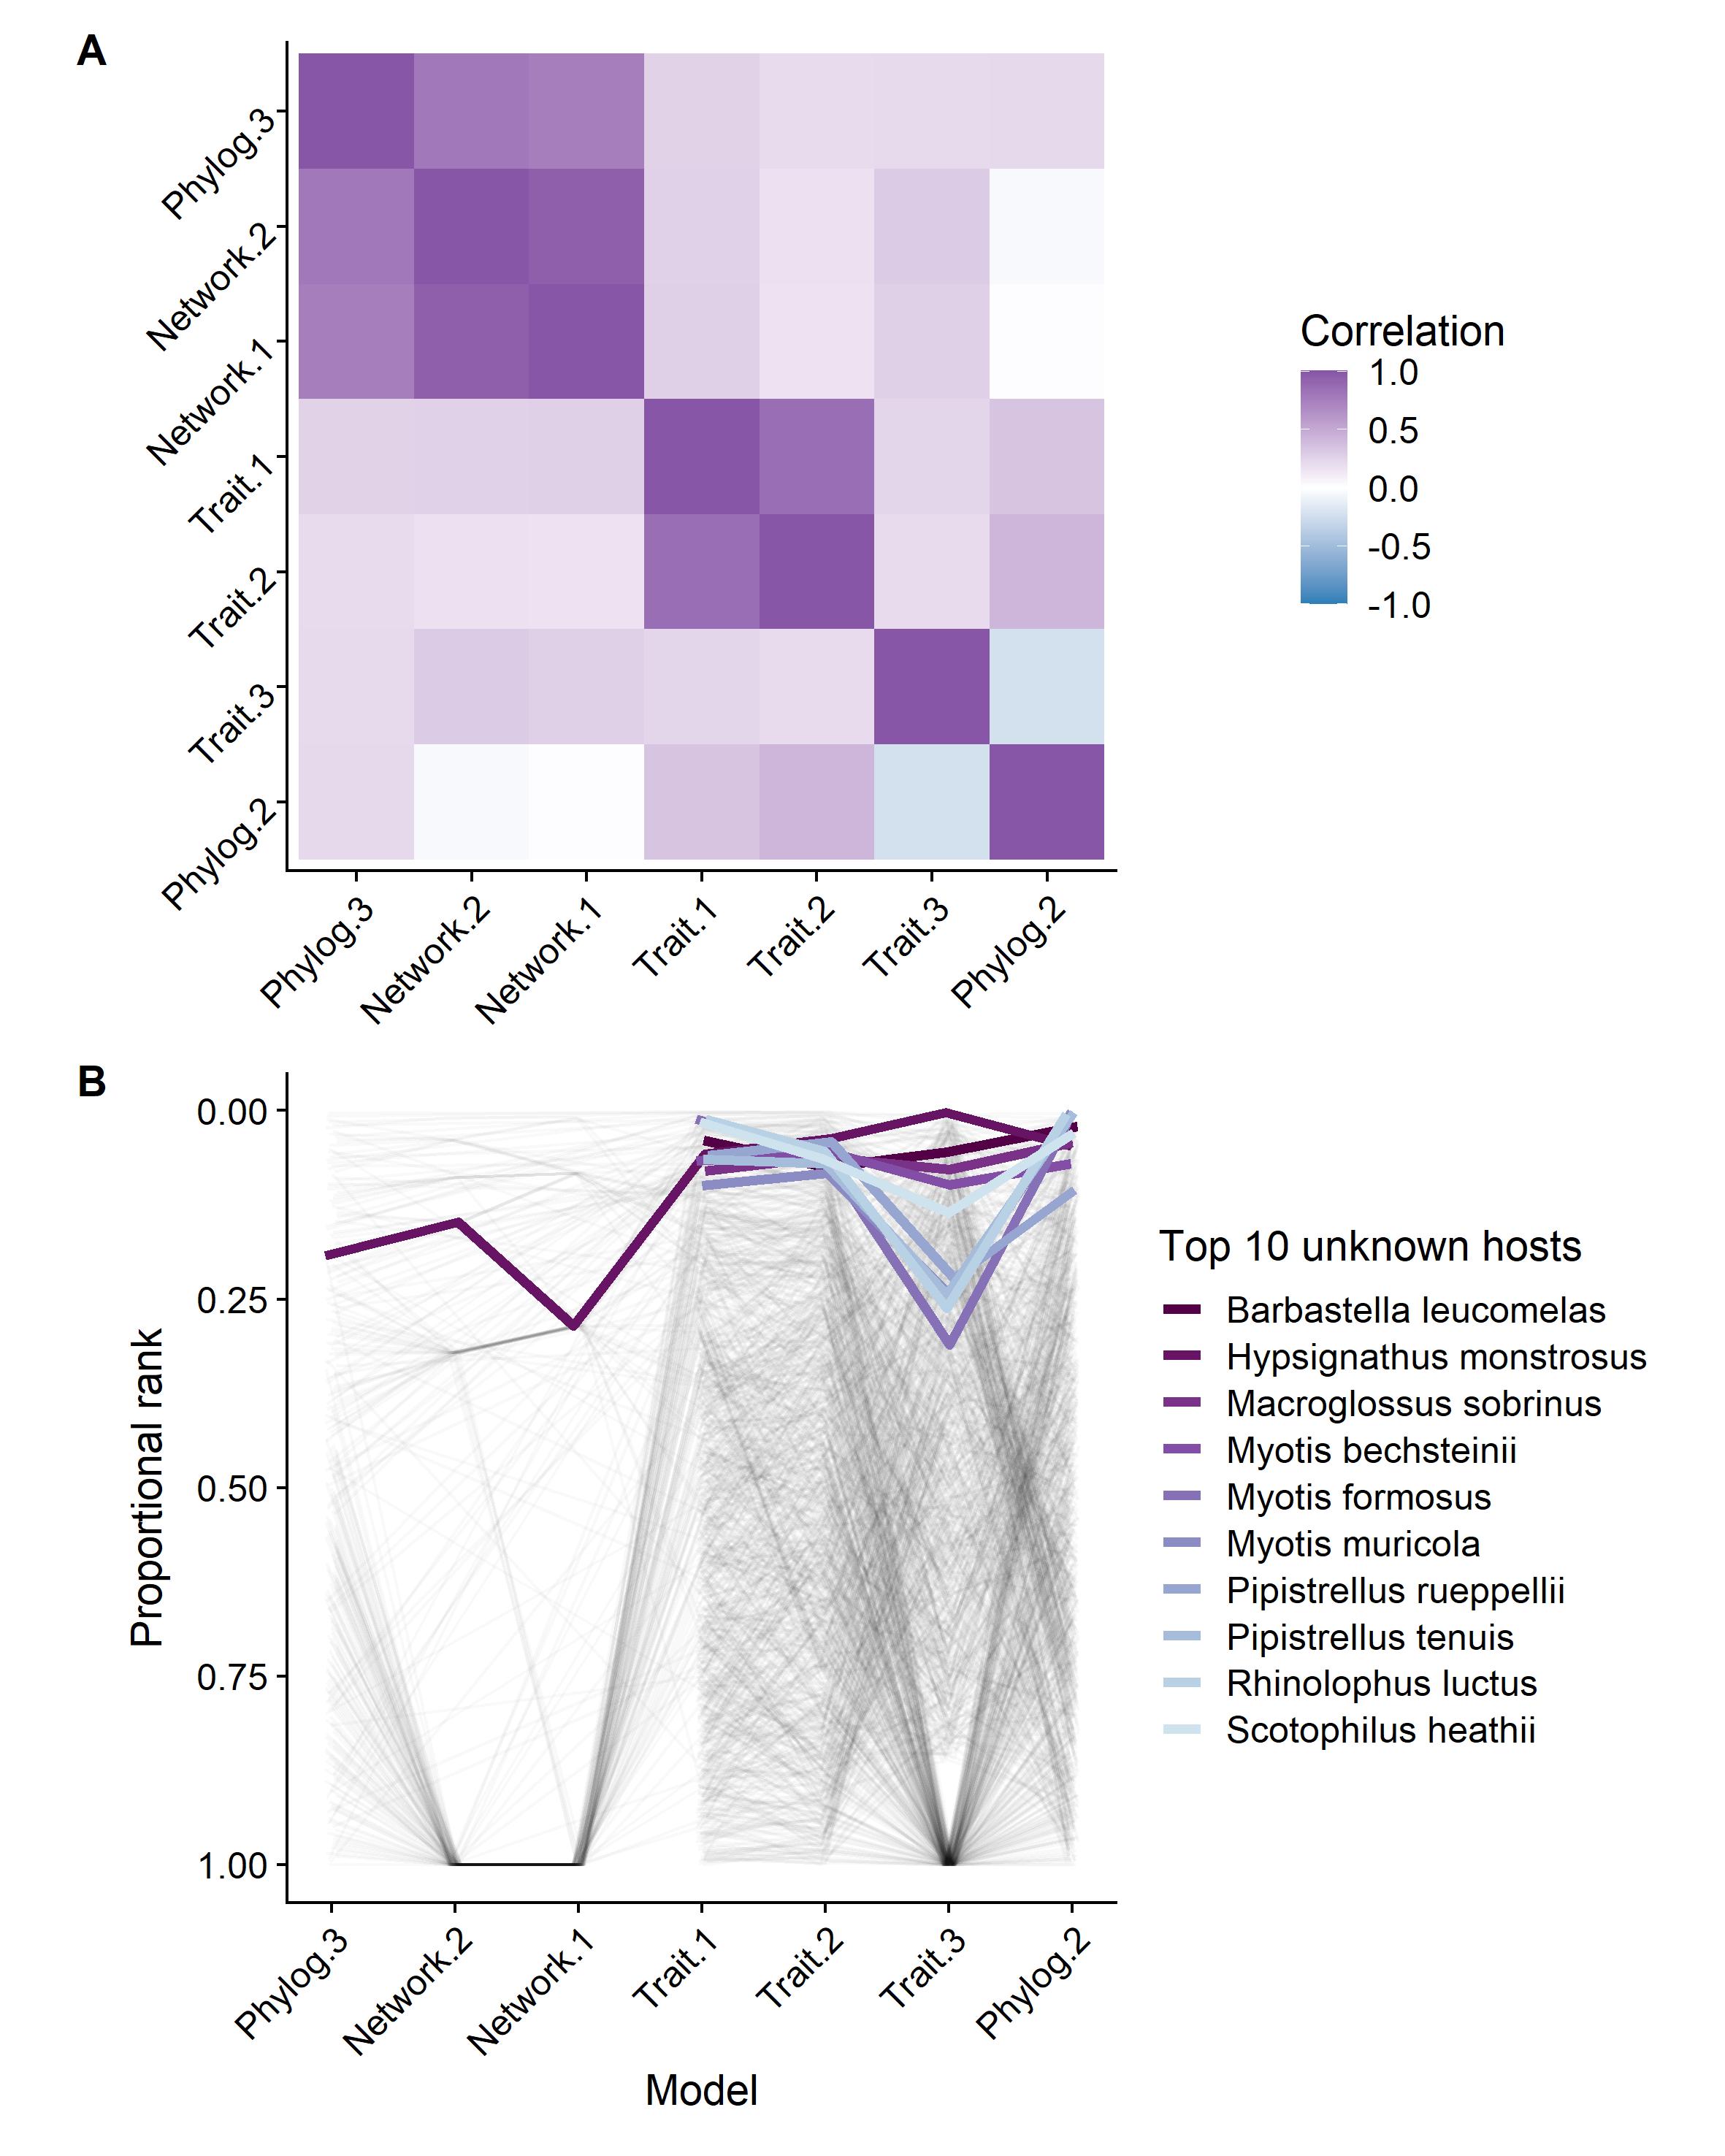 A
Phylog.3
Network.2
Network.1
Trait.1
Trait.2
Trait.3
Phylog.2
Phylog.3
Network.2
Network.1
Trait.1
Trait.2
Trait.3
Phylog.2
Correlation
1.0
0.5
0.0
-0.5
-1.0
B
Proportional rank
0.00
0.25
0.50
0.75
1.00
Phylog.3
Network.2
Network.1
Trait.1
Trait.2
Trait.3
Phylog.2
Model
Top 10 unknown hosts
Barbastella leucomelas
Hypsignathus monstrosus
Macroglossus sobrinus
Myotis bechsteinii
Myotis formosus
Myotis muricola
Pipistrellus rueppellii
Pipistrellus tenuis
Rhinolophus luctus
Scotophilus heathii